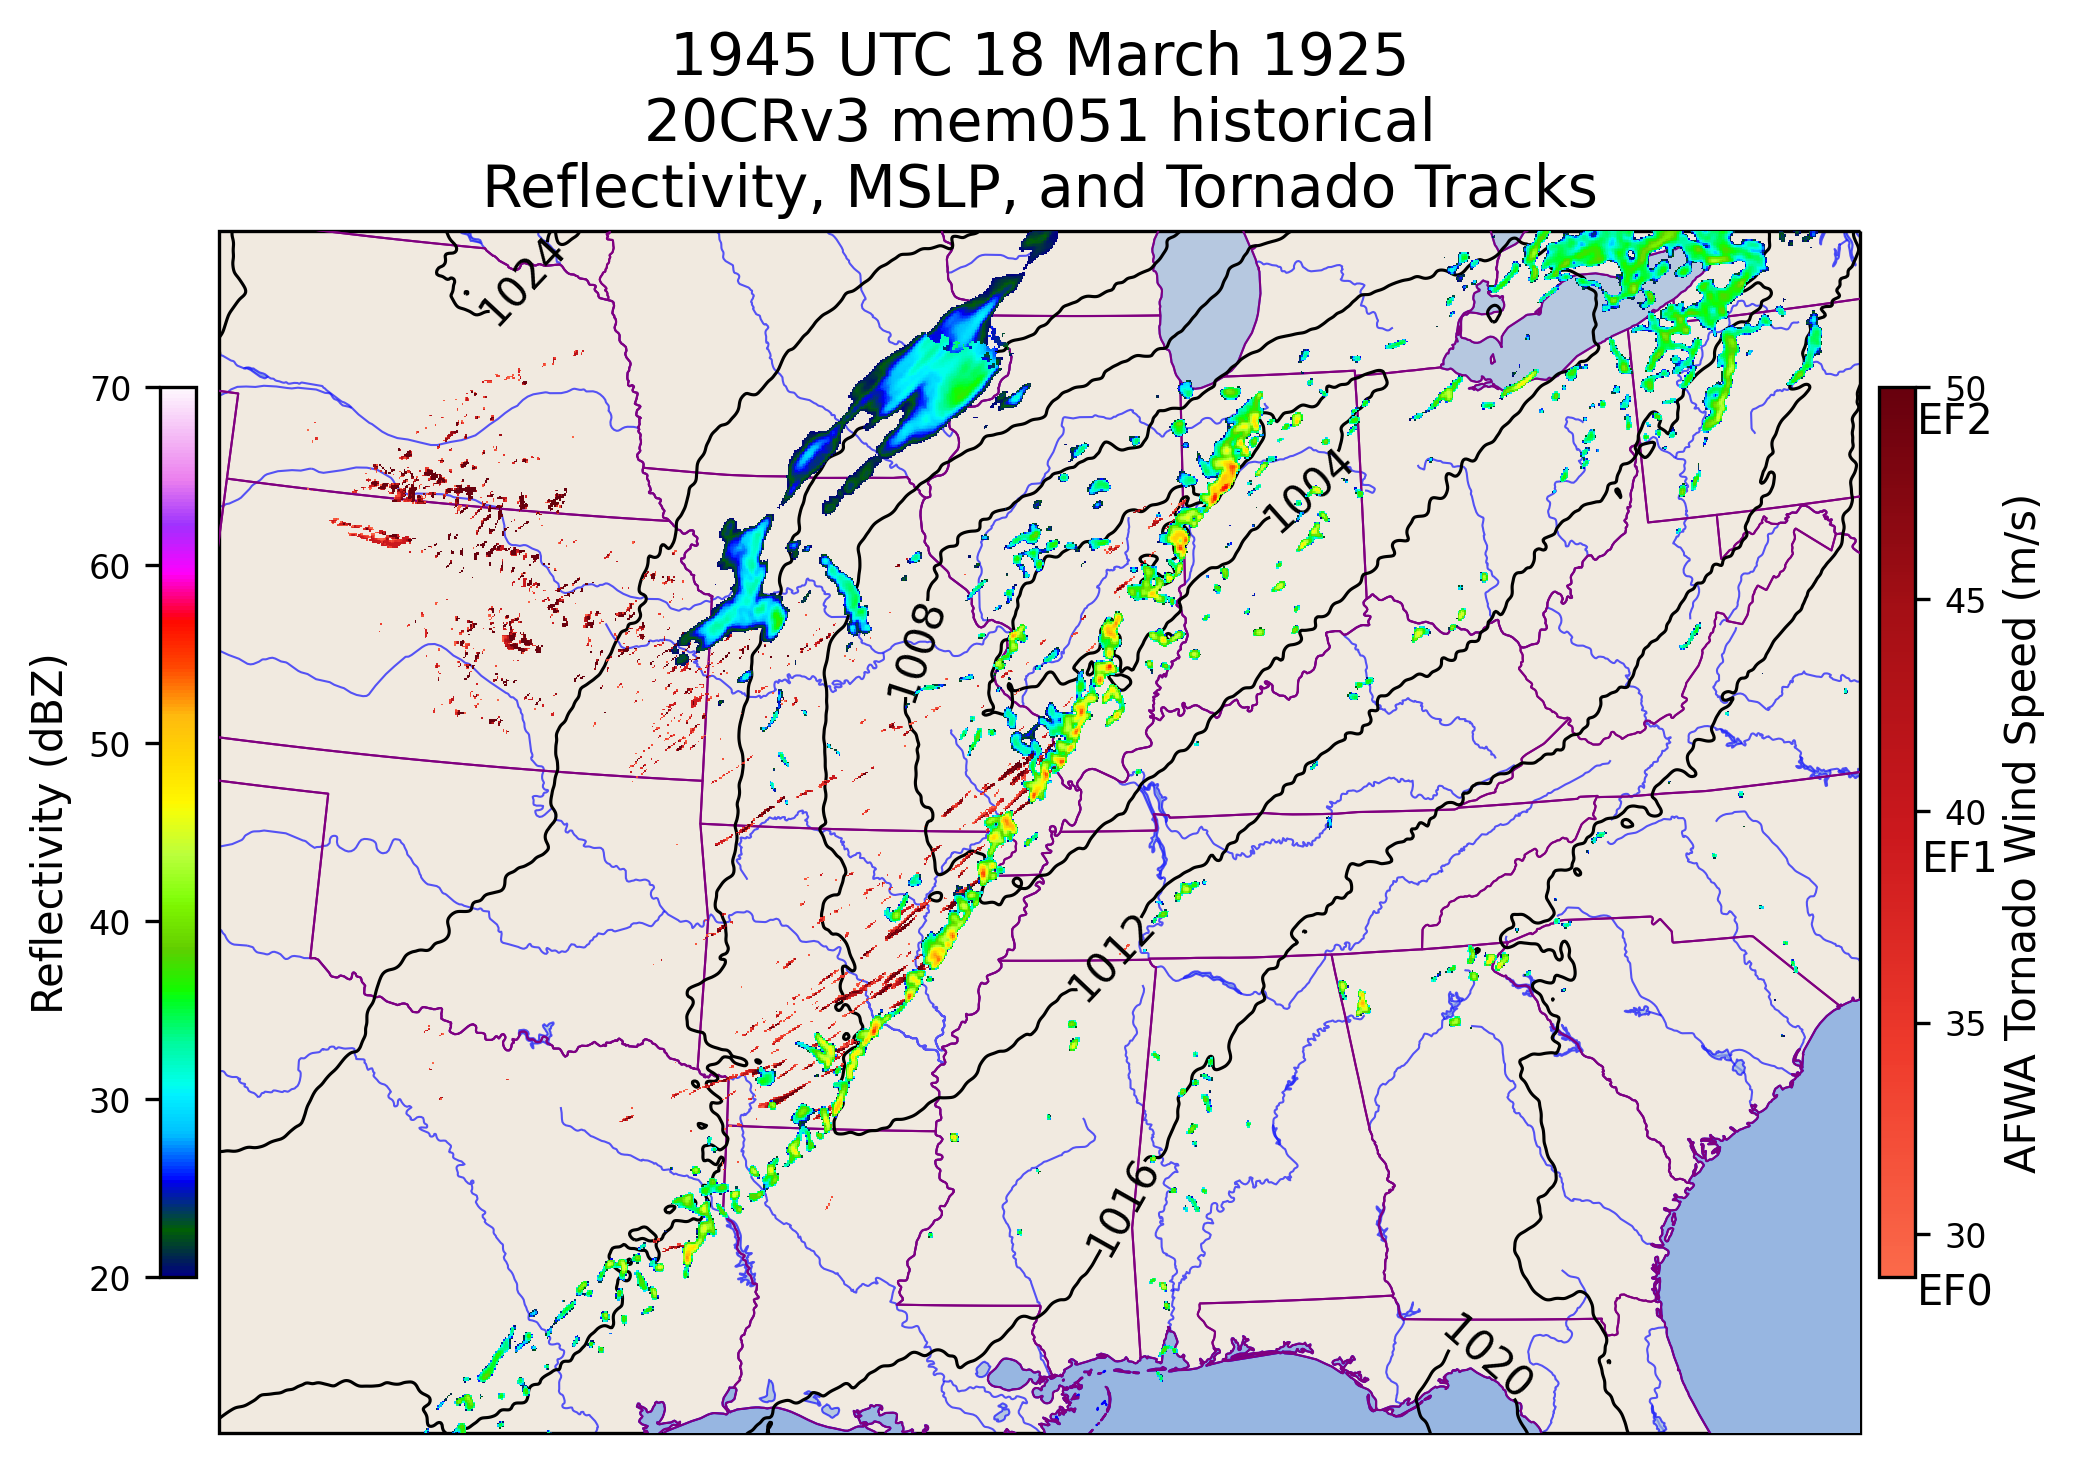 1945 UTC 18 March 1925
20CRv3 mem051 historical
Reflectivity, MSLP, and Tornado Tracks
Reflectivity (dBZ)
70
60
50
40
30
20
1024
1004
1008
1012
1016
1020
50
EF2
45
40
EF1
35
30
EF0
AFWA Tornado Wind Speed (m/s)